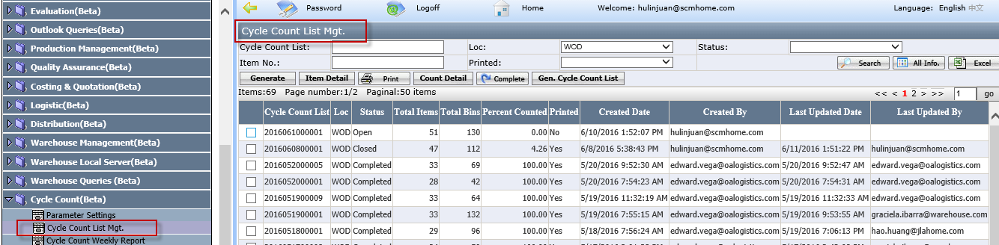 Evaluation(Beta)
Outlook Queries(Beta)
Production Management(Beta)
Quality Assurance(Beta)
Costing & Quotation(Beta)
Logistic(Beta)
Distribution(Beta)
Warehouse Management(Beta)
Warehouse Local Server(Beta)
Warehouse Queries (Beta)
Cycle Count(Beta)
Parameter Settings
Cycle Count List Mgt.
Cycle Count Weekly Report
Password Logoff Home Welcome: hulinjuan@scmhome.com Language: English 中文
Cycle Count List Mgt.
Cycle Count List: Loc: WOD Status:
Item No.: Printed: Search All Info. Excel
Generate Item Detail Print Count Detail Complete Gen. Cycle Count List
Items:69 Page number:1/2 Paginal:50 items << < 1 2 > >> 1 go
Cycle Count List Loc Status Total Items Total Bins Percent Counted Printed Created Date Created By Last Updated Date Last Updated By
2016061000001 WOD Open 51 130 0.00 No 6/10/2016 1:52:07 PM hulinjuan@scmhome.com
2016060800001 WOD Closed 47 112 4.26 Yes 6/8/2016 5:38:43 PM hulinjuan@scmhome.com 6/11/2016 1:51:22 PM hulinjuan@scmhome.com
2016052000005 WOD Completed 33 69 100.00 Yes 5/20/2016 9:52:30 AM edward.vega@oalogistics.com 5/20/2016 9:52:47 AM edward.vega@oalogistics.com
2016052000001 WOD Completed 28 42 100.00 Yes 5/20/2016 7:54:23 AM edward.vega@oalogistics.com 5/20/2016 7:54:31 AM edward.vega@oalogistics.com
2016051900009 WOD Completed 33 64 100.00 Yes 5/19/2016 11:32:19 AM edward.vega@oalogistics.com 5/19/2016 11:32:33 AM edward.vega@oalogistics.com
2016051900001 WOD Completed 33 132 100.00 Yes 5/19/2016 7:55:15 AM edward.vega@oalogistics.com 5/19/2016 9:53:55 AM graciela.ibarra@warehouse.com
2016051800001 WOD Completed 29 96 100.00 Yes 5/18/2016 7:56:24 AM edward.vega@oalogistics.com 5/19/2016 7:06:13 PM hao.huang@jlahome.com